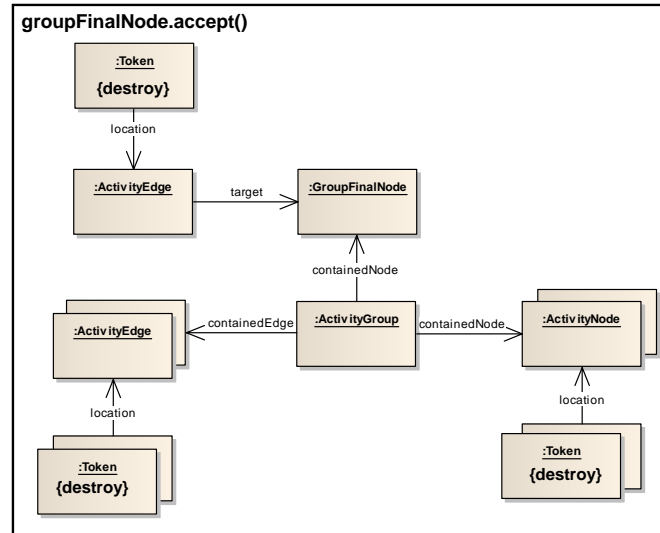 groupFinalNode.accept()
:Token
{destroy}
location
:ActivityEdge
target
:GroupFinalNode
containedNode
:ActivityEdge
containedEdge
:ActivityGroup
containedNode
:ActivityNode
location
location
:Token
{destroy}
:Token
{destroy}